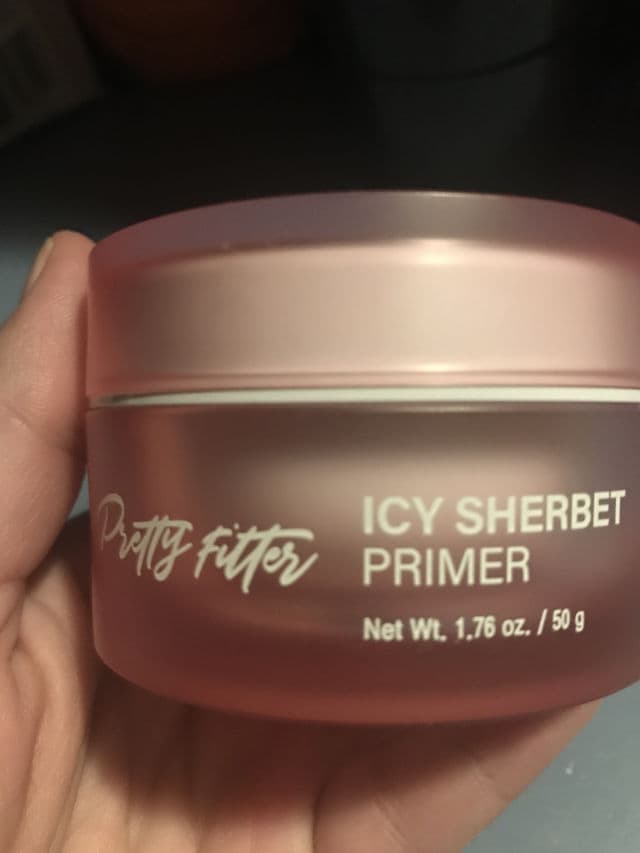 Pretty Filter
ICY SHERBET
PRIMER
Net Wt. 1.76 oz. / 50 g